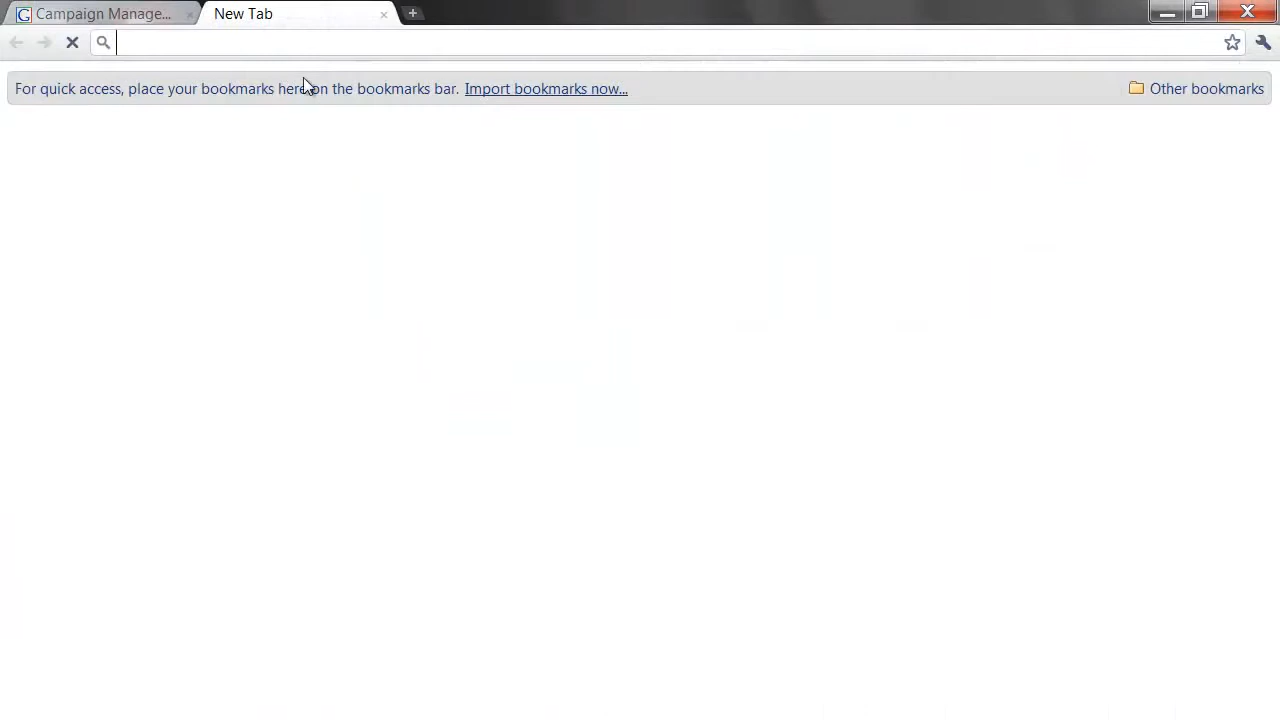 Campaign Manage...
New Tab
For quick access, place your bookmarks here on the bookmarks bar. Import bookmarks now...
Other bookmarks